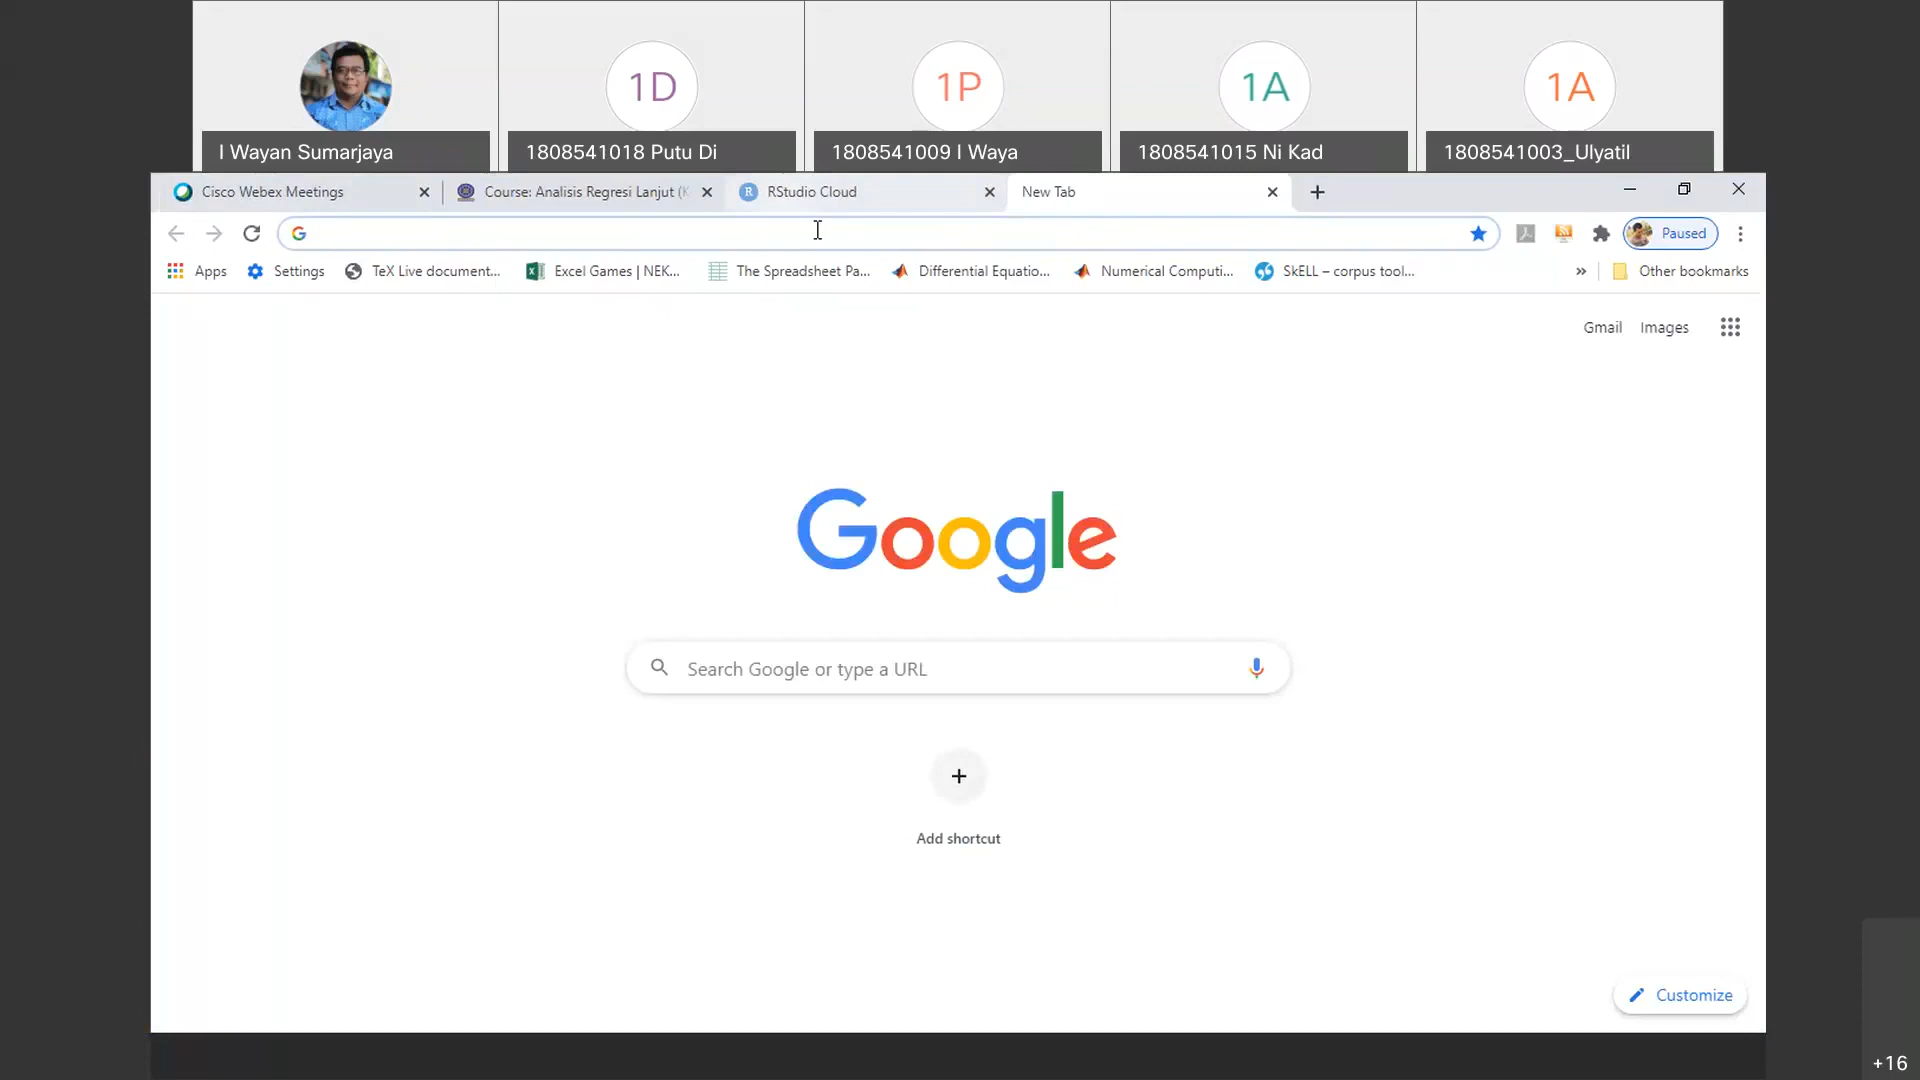 1D
1P
1A
1A
I Wayan Sumarjaya
1808541018 Putu Di
1808541009 I Waya
1808541015 Ni Kad
1808541003_Ulyatil
Cisco Webex Meetings
Course: Analisis Regresi Lanjut (K
R
RStudio Cloud
New Tab
G
Paused
Apps
Settings
TeX Live document...
Excel Games | NEK...
The Spreadsheet Pa...
Differential Equatio...
Numerical Computi...
SkELL – corpus tool...
»
Other bookmarks
Gmail
Images
Google
Search Google or type a URL
Add shortcut
Customize
+16